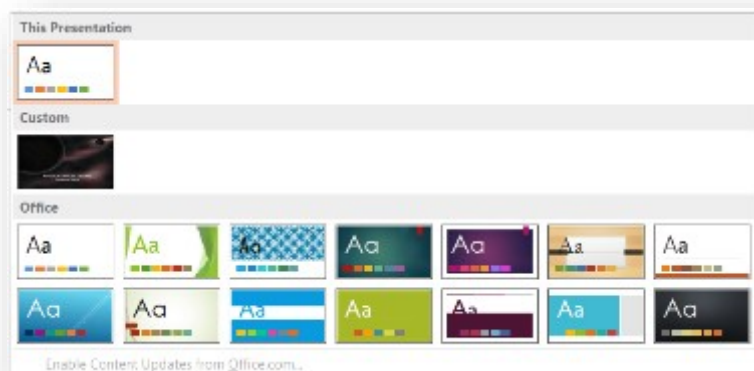 This Presentation
Aa
Custom
Office
Aa Aa Aa Aa Aa Aa Aa
Aa Aa Aa Aa Aa Aa Aa
Enable Content Updates from Office.com...